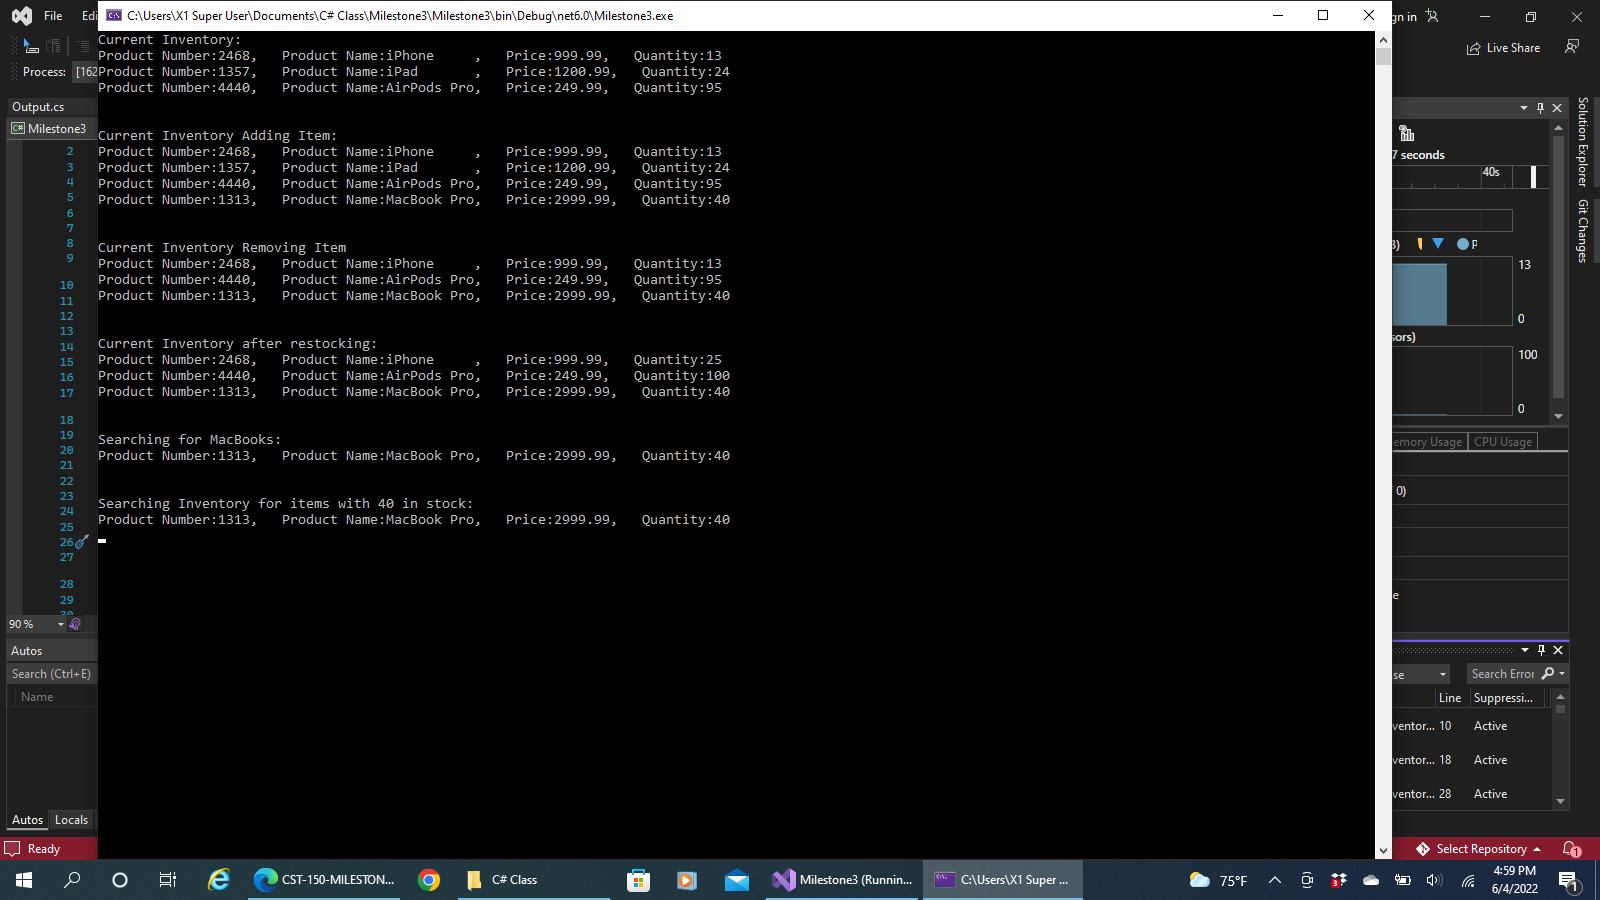 File Edi
gn in
C:\Users\X1 Super User\Documents\C# Class\Milestone3\Milestone3\bin\Debug\net6.0\Milestone3.exe
Live Share
Process: [162
Output.cs
C# Milestone3
Current Inventory:
Product Number:2468, Product Name:iPhone , Price:999.99, Quantity:13
Product Number:1357, Product Name:iPad , Price:1200.99, Quantity:24
Product Number:4440, Product Name:AirPods Pro, Price:249.99, Quantity:95
Current Inventory Adding Item:
Product Number:2468, Product Name:iPhone , Price:999.99, Quantity:13
Product Number:1357, Product Name:iPad , Price:1200.99, Quantity:24
Product Number:4440, Product Name:AirPods Pro, Price:249.99, Quantity:95
Product Number:1313, Product Name:MacBook Pro, Price:2999.99, Quantity:40
Current Inventory Removing Item
Product Number:2468, Product Name:iPhone , Price:999.99, Quantity:13
Product Number:4440, Product Name:AirPods Pro, Price:249.99, Quantity:95
Product Number:1313, Product Name:MacBook Pro, Price:2999.99, Quantity:40
Current Inventory after restocking:
Product Number:2468, Product Name:iPhone , Price:999.99, Quantity:25
Product Number:4440, Product Name:AirPods Pro, Price:249.99, Quantity:100
Product Number:1313, Product Name:MacBook Pro, Price:2999.99, Quantity:40
Searching for MacBooks:
Product Number:1313, Product Name:MacBook Pro, Price:2999.99, Quantity:40
Searching Inventory for items with 40 in stock:
Product Number:1313, Product Name:MacBook Pro, Price:2999.99, Quantity:40
2
3
4
5
6
7
8
9
10
11
12
13
14
15
16
17
18
19
20
21
22
23
24
25
26
27
28
29
30
90 %
Autos
Search (Ctrl+E)
Name
Autos Locals
Ready
7 seconds
40s
3) P
13
0
sors)
100
0
emory Usage CPU Usage
f 0)
e
se Search Error
Line Suppressi...
ventor... 10 Active
ventor... 18 Active
ventor... 28 Active
Solution Explorer
Git Changes
Select Repository
1
CST-150-MILESTON...
C# Class
Milestone3 (Runnin...
C:\Users\X1 Super ...
75°F
3
4:59 PM
6/4/2022
1